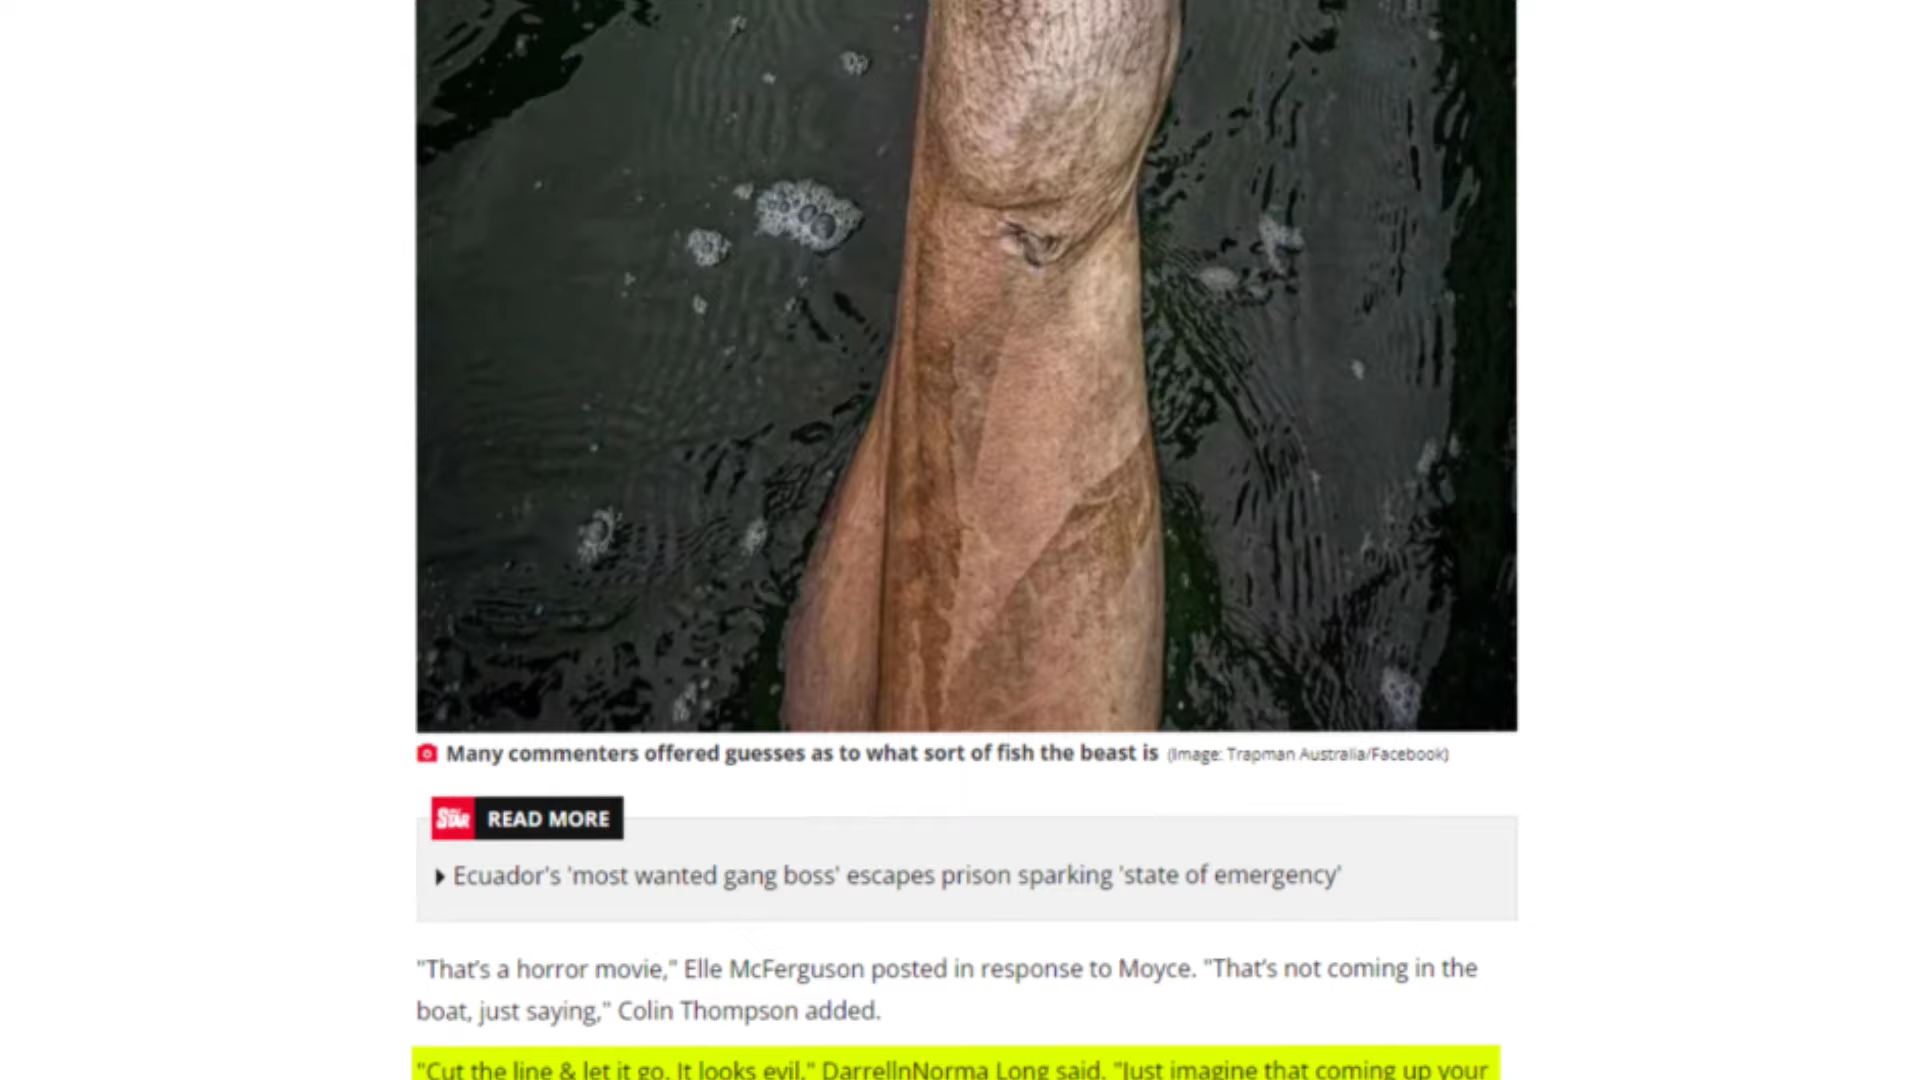 Many commenters offered guesses as to what sort of fish the beast is (Image: Trapman Australia/Facebook)
STAR READ MORE
Ecuador's 'most wanted gang boss' escapes prison sparking 'state of emergency'
"That's a horror movie," Elle McFerguson posted in response to Moyce. "That's not coming in the
boat, just saying," Colin Thompson added.
"Cut the line & let it go. It looks evil," DarrellnNorma Long said. "Just imagine that coming up your